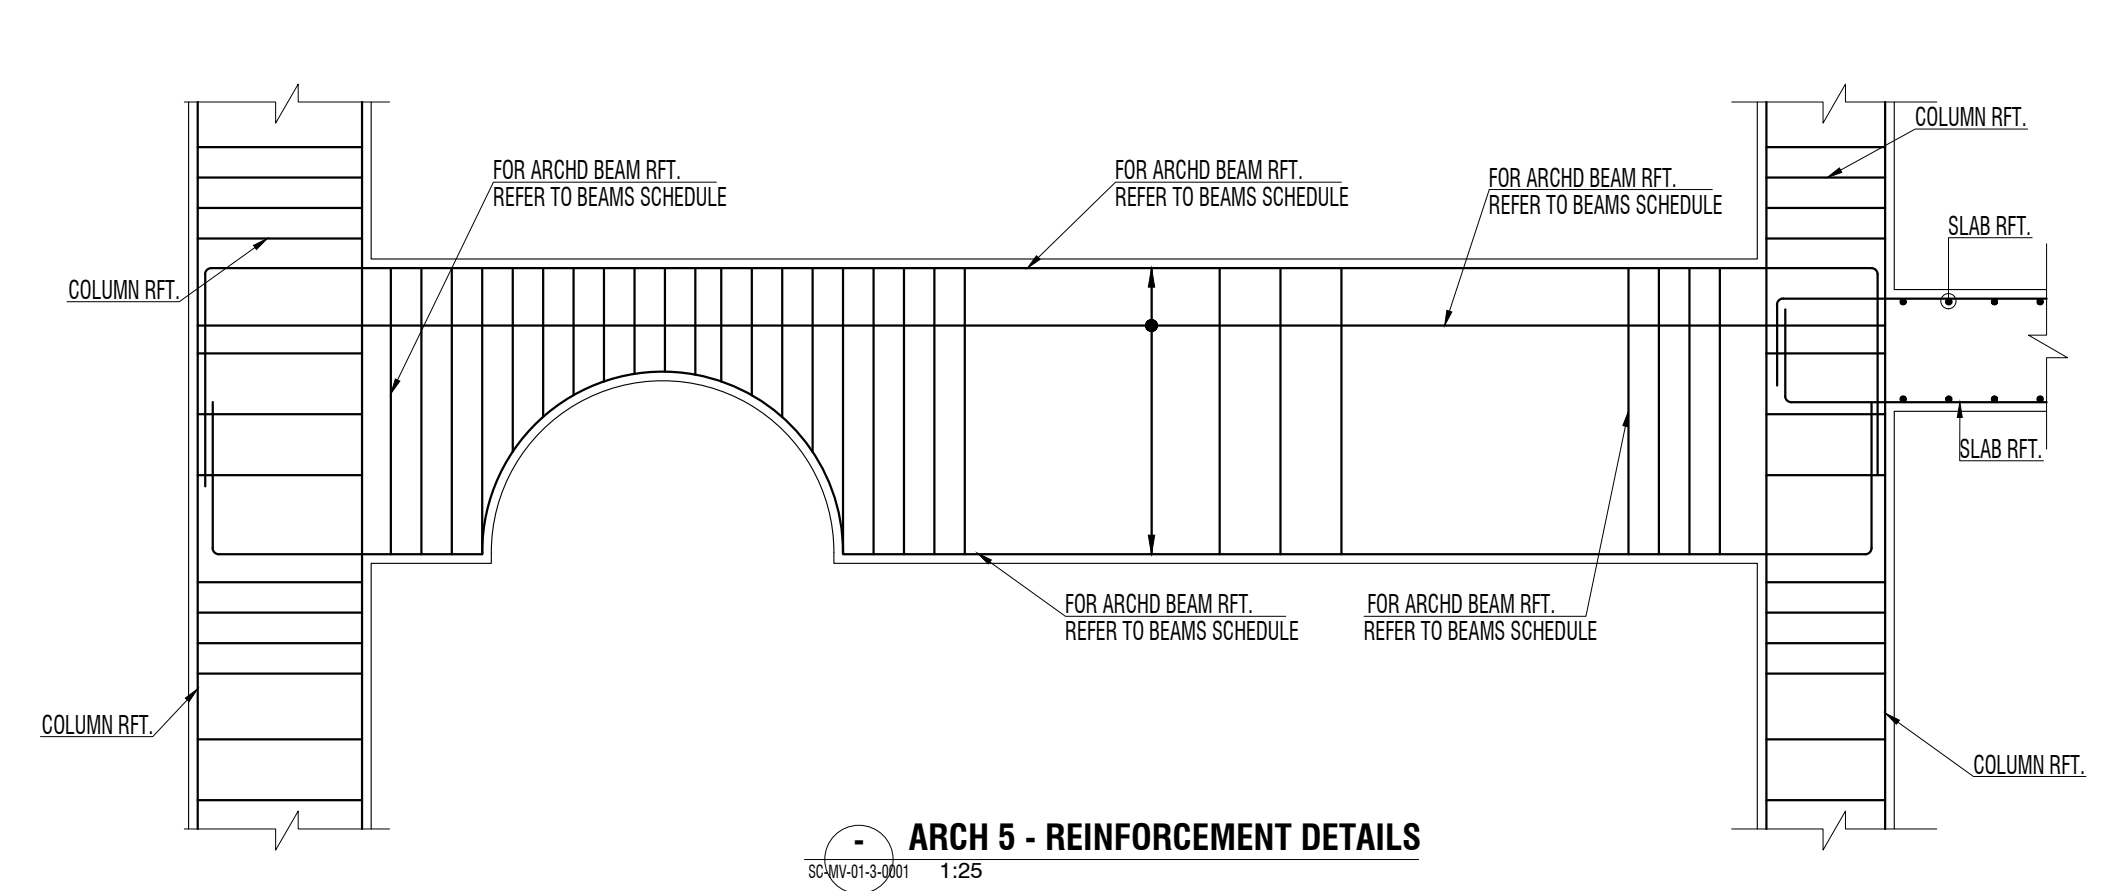 COLUMN RFT.
FOR ARCHD BEAM RFT.
REFER TO BEAMS SCHEDULE
FOR ARCHD BEAM RFT.
REFER TO BEAMS SCHEDULE
FOR ARCHD BEAM RFT.
REFER TO BEAMS SCHEDULE
SLAB RFT.
COLUMN RFT.
SLAB RFT.
FOR ARCHD BEAM RFT.
REFER TO BEAMS SCHEDULE
FOR ARCHD BEAM RFT.
REFER TO BEAMS SCHEDULE
COLUMN RFT.
COLUMN RFT.
- ARCH 5 - REINFORCEMENT DETAILS
SC-MV-01-3-0001 1:25